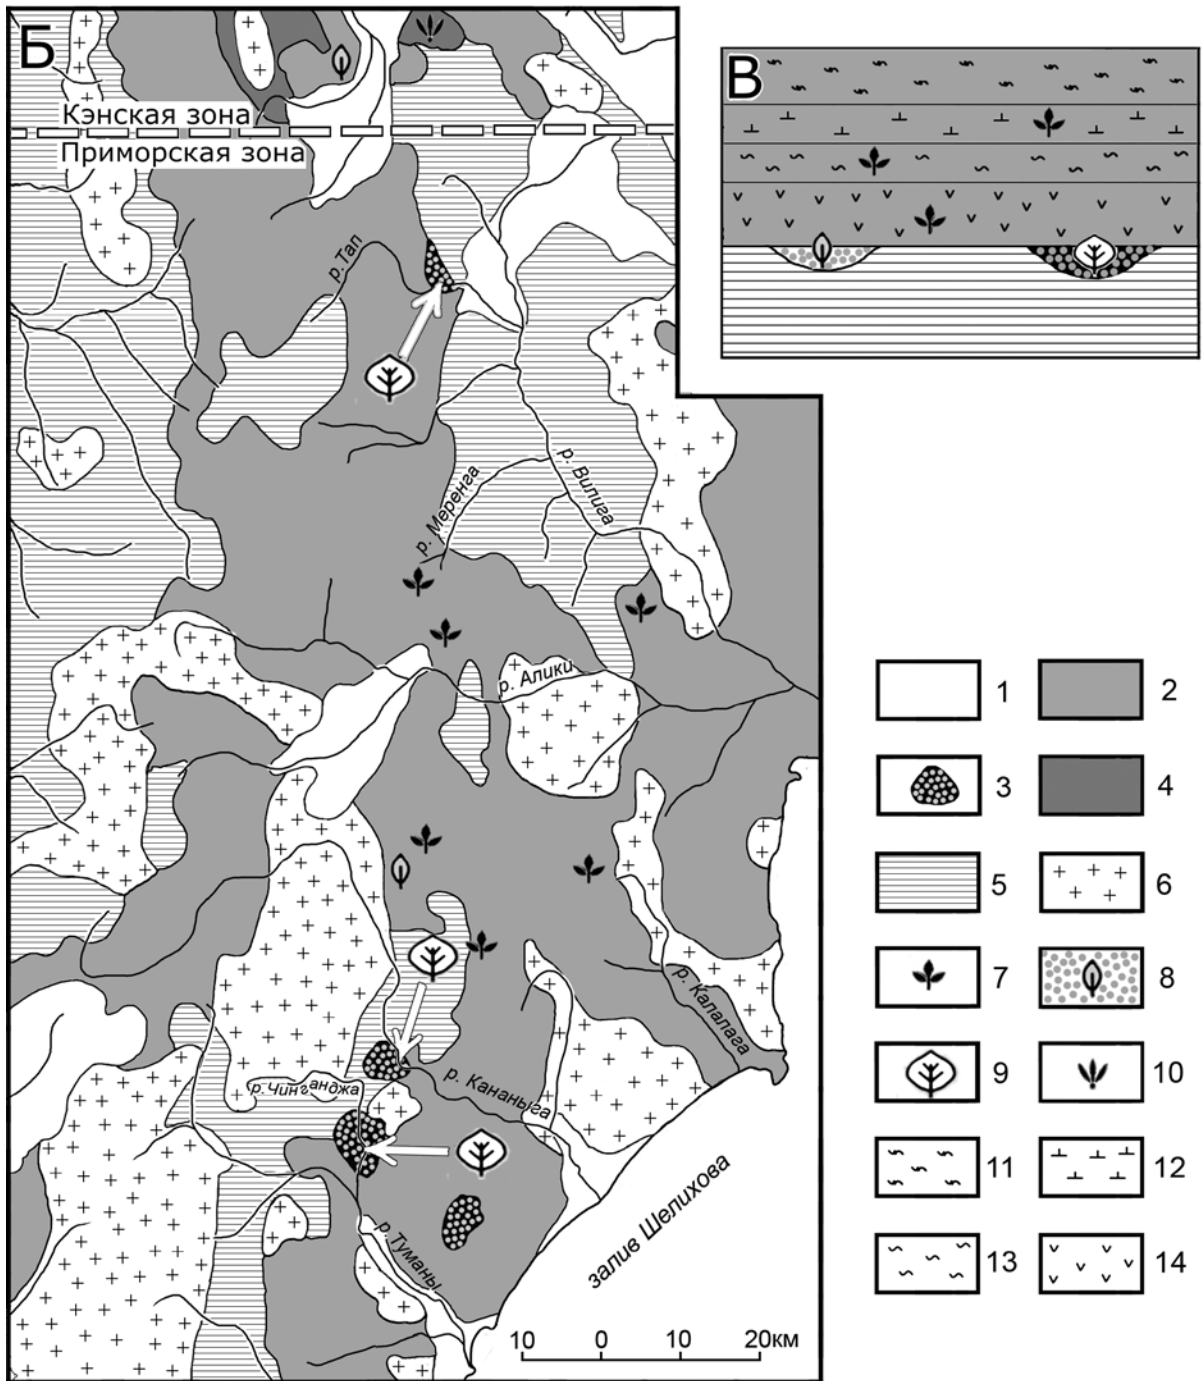 Б
В
Кэнская зона
Приморская зона
р.Тап
р. Меренга
р. Вилига
р. Алики
р. Калалага
р. Чинганджа
р. Кананыга
р.Туманы
залив Шелихова
10 0 10 20км
1 2
3 4
5 6
7 8
9 10
11 12
13 14